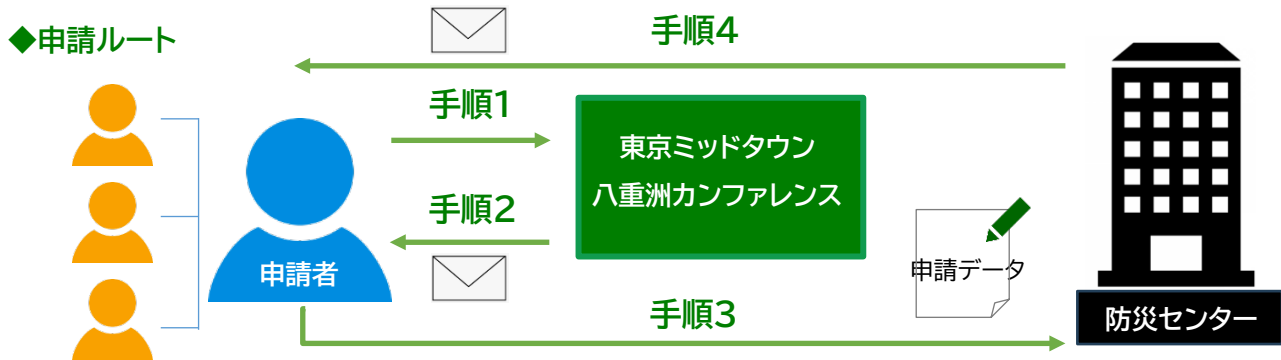 ◆申請ルート
手順4
手順1
東京ミッドタウン
八重洲カンファレンス
手順2
申請者
申請データ
手順3
防災センター